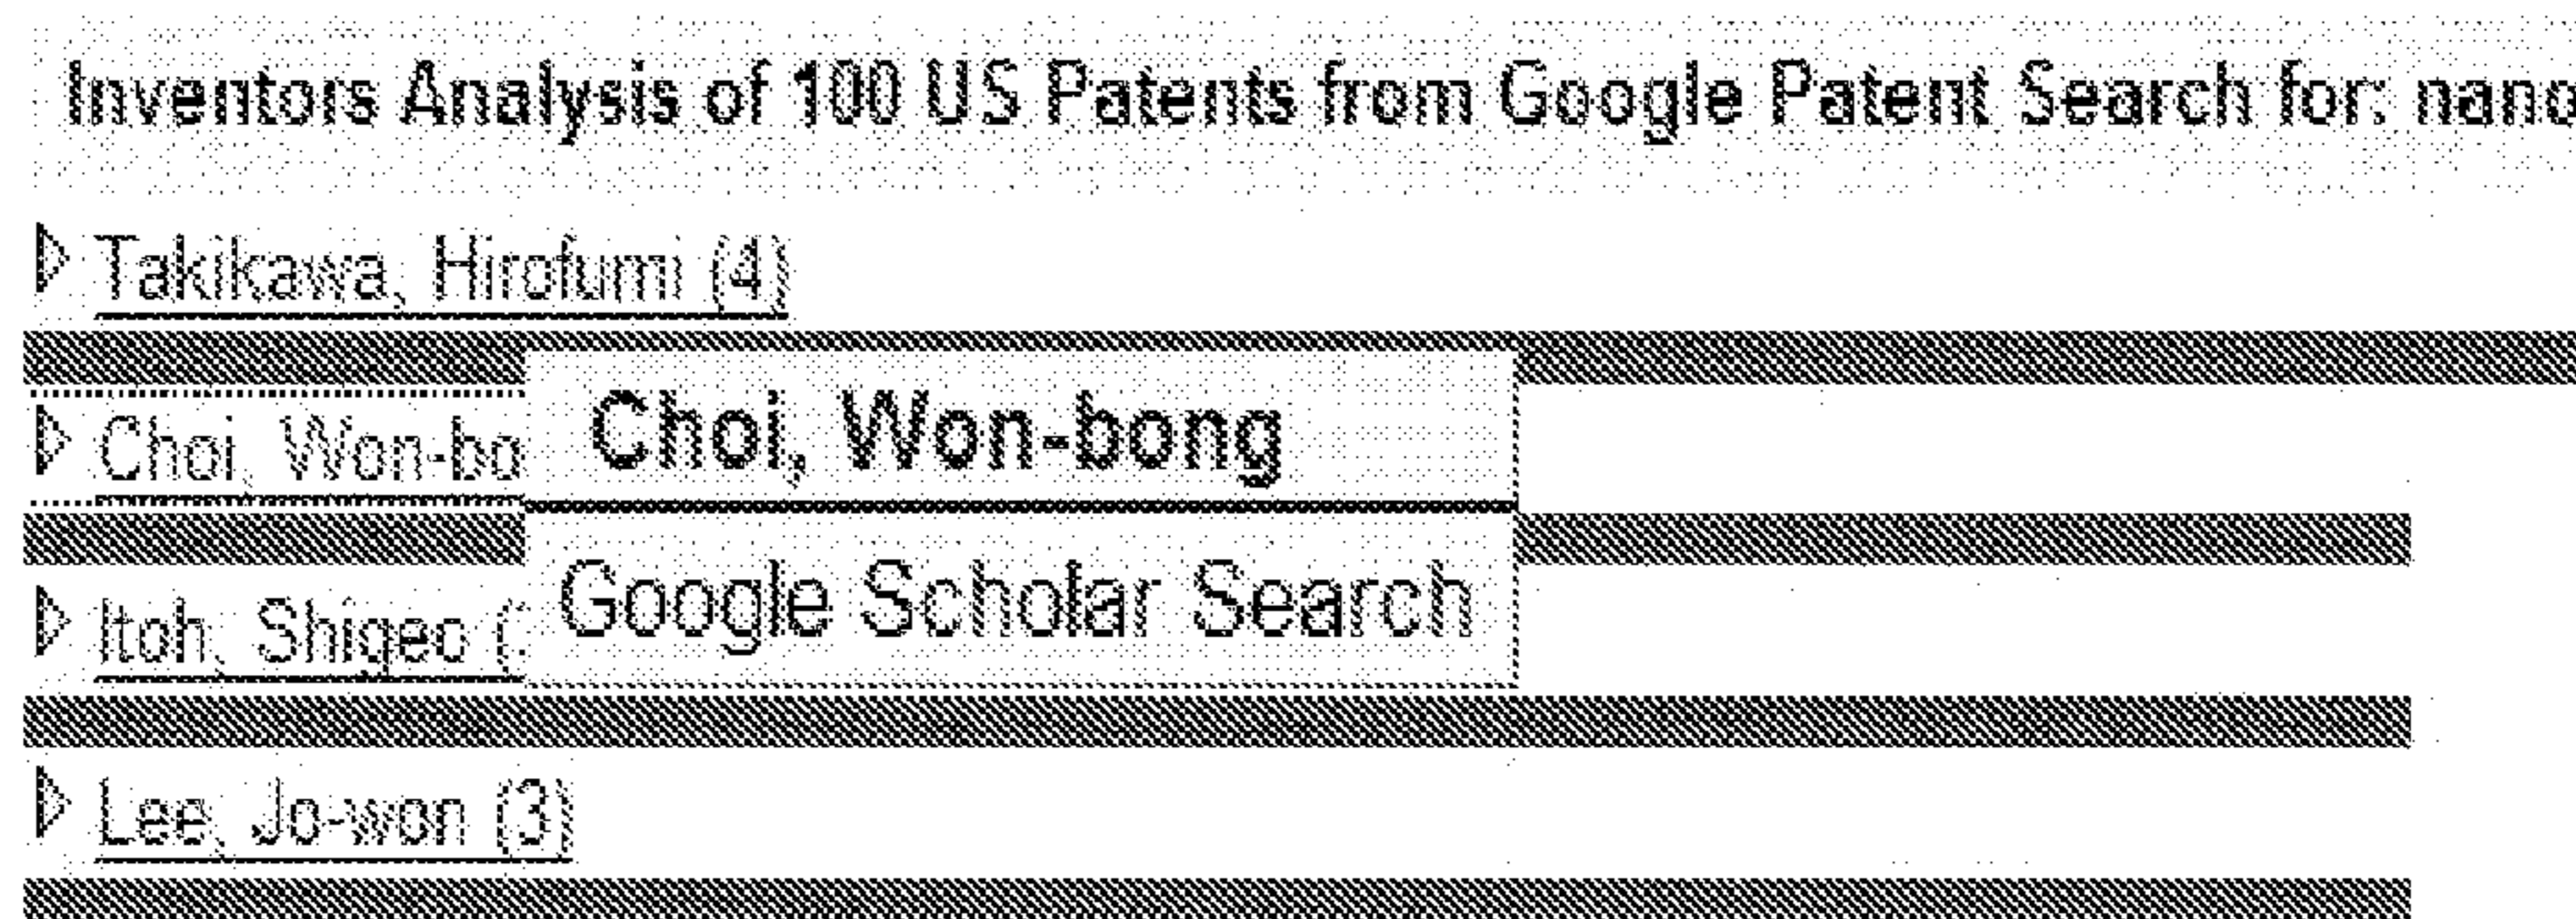 Inventors Analysis of 100 US Patents from Google Patent Search for: nano
Takikawa, Hirofumi (4)
Choi, Won-bo
Choi, Won-bong
Google Scholar Search
Itoh, Shigeo (
Lee, Jo-won (3)